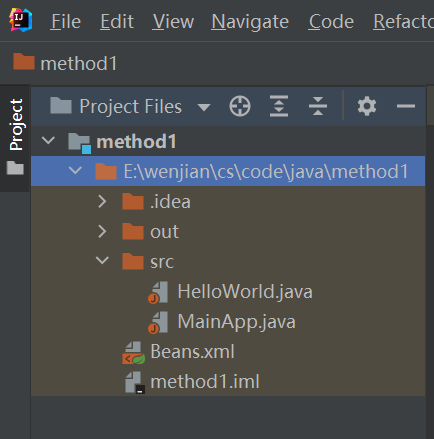 File Edit View Navigate Code Refacto
method1
Project
Project Files
method1
E:\wenjian\cs\code\java\method1
.idea
out
src
HelloWorld.java
MainApp.java
Beans.xml
method1.iml